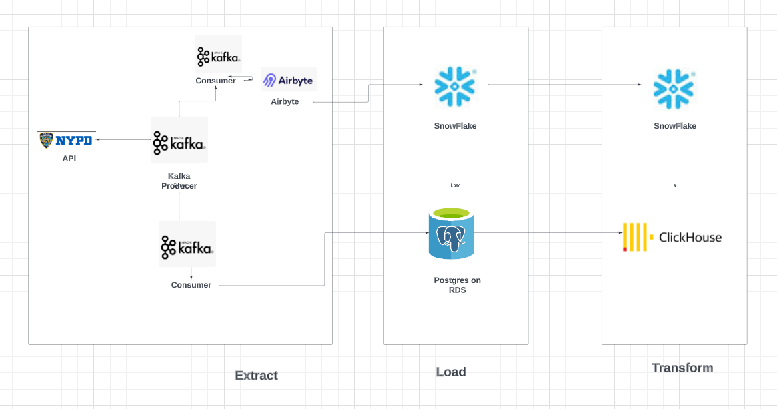 kafka
Consumer
Airbyte
Airbyte
SnowFlake
SnowFlake
NYPD
API
kafka
Kafka
Producer
kafka
Consumer
Postgres on
RDS
ClickHouse
Extract
Load
Transform